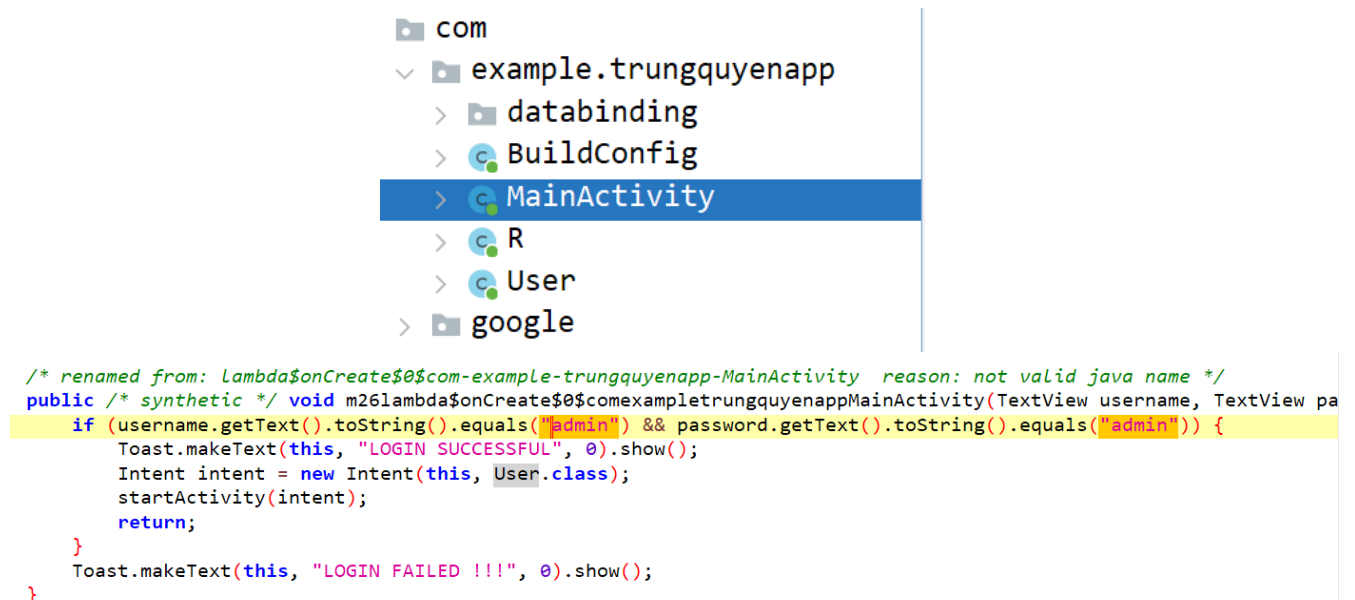 com
example.trungquyenapp
databinding
BuildConfig
MainActivity
R
User
google
/* renamed from: lambda$onCreate$0$com-example-trungquyenapp-MainActivity  reason: not valid java name */
public /* synthetic */ void m26lambda$onCreate$0$comexampletrungquyenappMainActivity(TextView username, TextView pa
if (username.getText().toString().equals("admin") && password.getText().toString().equals("admin")) {
Toast.makeText(this, "LOGIN SUCCESSFUL", 0).show();
Intent intent = new Intent(this, User.class);
startActivity(intent);
return;
}
Toast.makeText(this, "LOGIN FAILED !!!", 0).show();
}